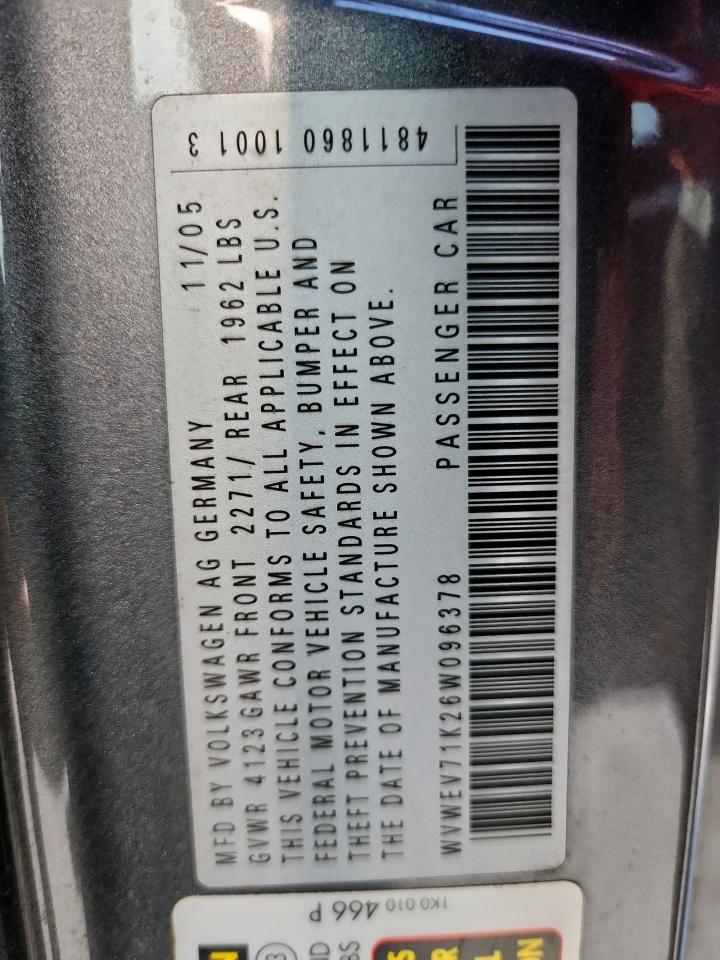 MFD BY VOLKSWAGEN AG GERMANY 11/05
GVWR 4123 GAWR FRONT 2271/ REAR 1962 LBS
THIS VEHICLE CONFORMS TO ALL APPLICABLE U.S.
FEDERAL MOTOR VEHICLE SAFETY, BUMPER AND
THEFT PREVENTION STANDARDS IN EFFECT ON
THE DATE OF MANUFACTURE SHOWN ABOVE.
WVWEV71K26W096378 PASSENGER CAR
4811860 1001 3
1K0 010 466 P